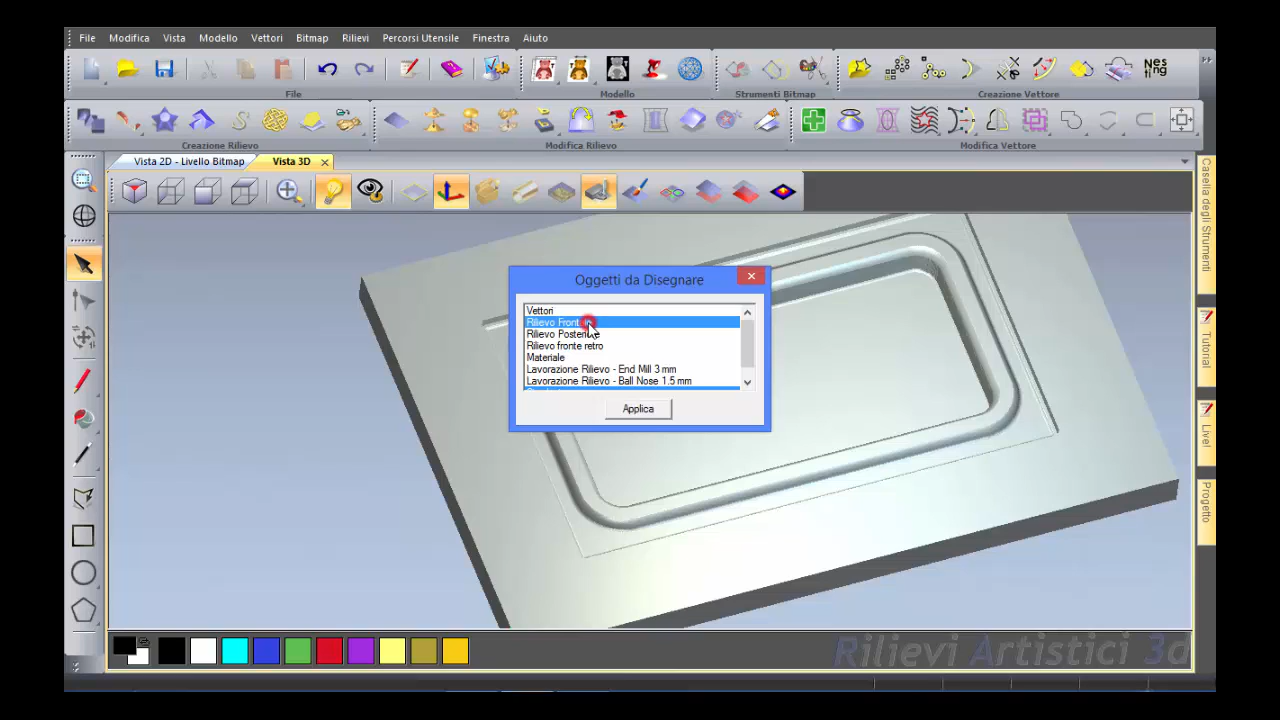 File Modifica Vista Modello Vettori Bitmap Rilievi Percorsi Utensile Finestra Aiuto
Nes
ting
File Modello Strumenti Bitmap Creazione Vettore
Creazione Rilievo Modifica Rilievo Modifica Vettore
Vista 2D - Livello Bitmap Vista 3D
Casella degli Strumenti
Tutorial
Livelli
Progetto
Oggetti da Disegnare
Vettori
Rilievo
Rilievo
Rilievo fronte retro
Materiale
Lavorazione Rilievo - End Mill 3 mm
Lavorazione Rilievo - Ball Nose 1.5 mm
Applica
Rilievi Artistici 3d